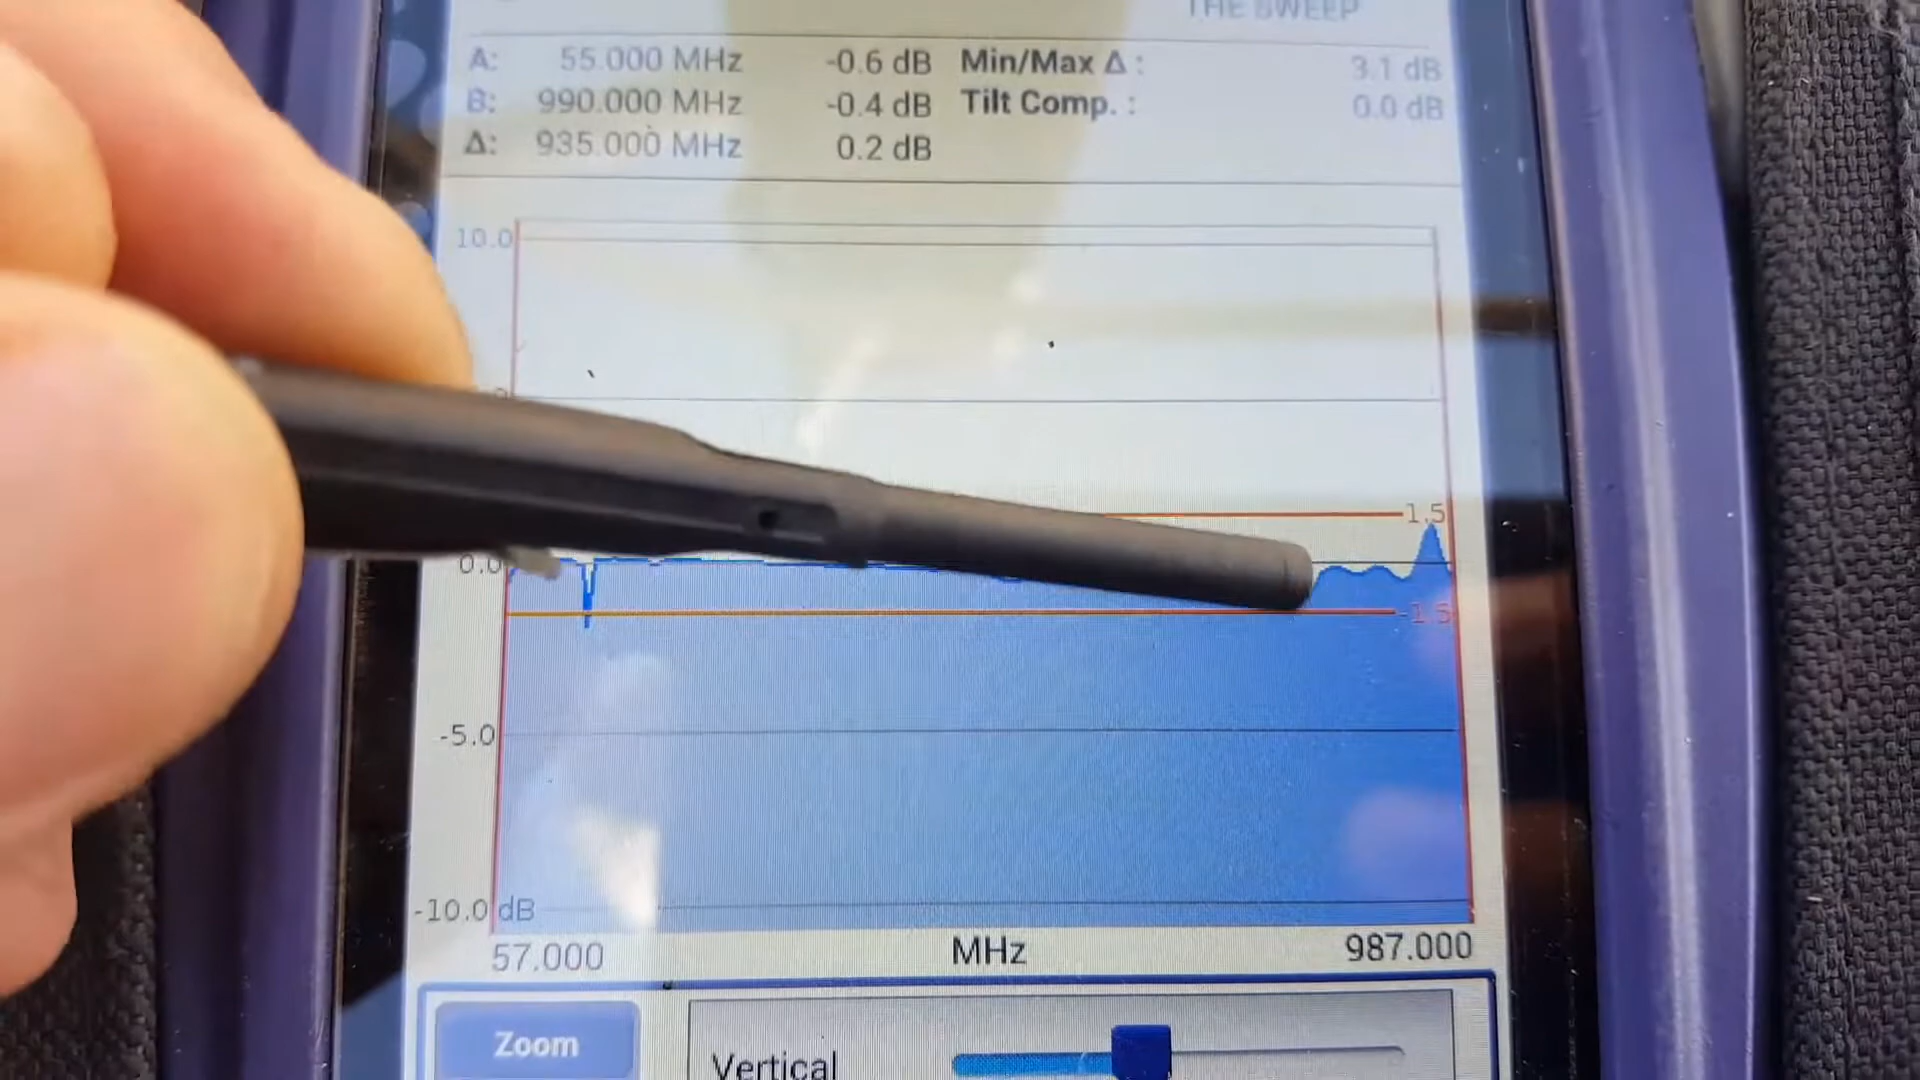 THE SWEEP
A: 55.000 MHz -0.6 dB Min/Max Δ : 3.1 dB
B: 990.000 MHz -0.4 dB Tilt Comp. : 0.0 dB
Δ: 935.000 MHz 0.2 dB
10.0
1.5
0.0
-1.5
-5.0
-10.0 dB
57.000 MHz 987.000
Zoom
Vertical